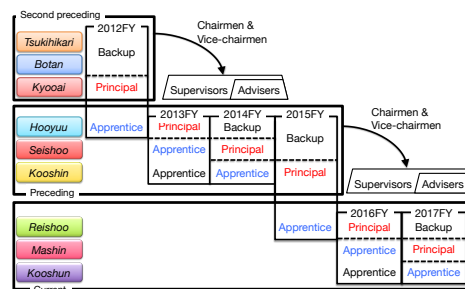 Second preceding
2012FY
Chairmen &
Vice-chairmen
Tsukihikari
Botan
Kyooai
Backup
Principal
Supervisors
Advisers
2013FY
2014FY
2015FY
Chairmen &
Vice-chairmen
Hooyuu
Seishoo
Kooshin
Apprentice
Principal
Backup
Backup
Apprentice
Principal
Apprentice
Apprentice
Principal
Supervisors
Advisers
Preceding
2016FY
2017FY
Reishoo
Mashin
Kooshun
Apprentice
Principal
Backup
Apprentice
Principal
Apprentice
Apprentice
Current